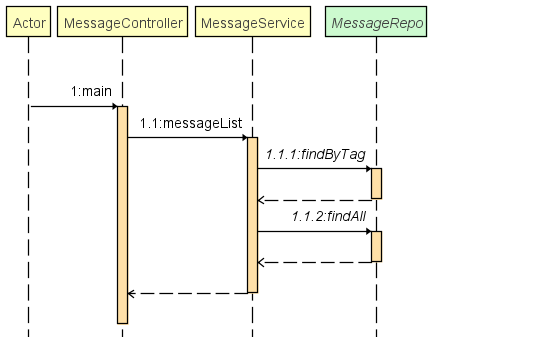 Actor
MessageController
MessageService
MessageRepo
1:main
1.1:messageList
1.1.1:findByTag
1.1.2:findAll